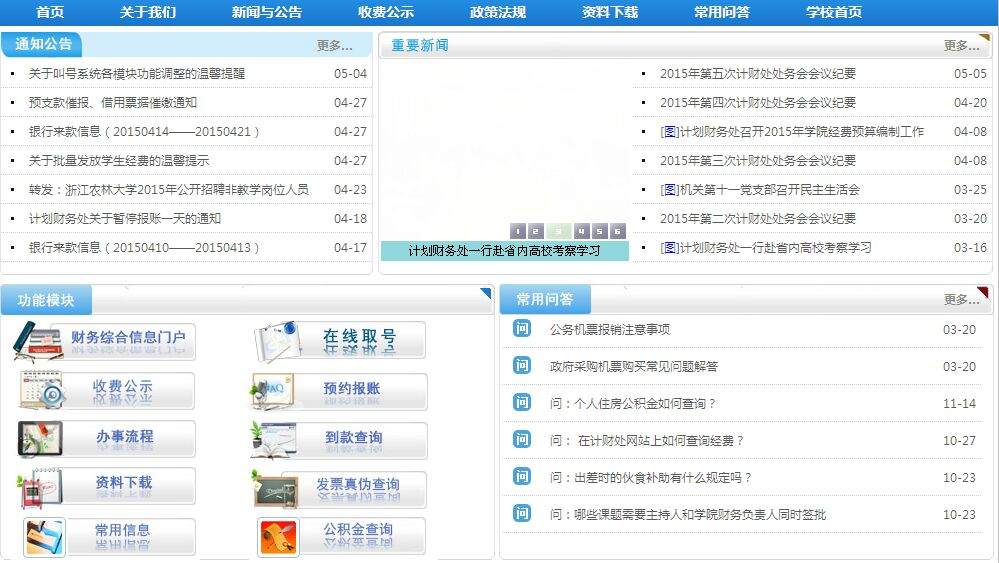 首页 关于我们 新闻与公告 收费公示 政策法规 资料下载 常用问答 学校首页
通知公告 更多...
关于叫号系统各模块功能调整的温馨提醒 05-04
预支款催报、借用票据催缴通知 04-27
银行来款信息（20150414——20150421） 04-27
关于批量发放学生经费的温馨提示 04-27
转发：浙江农林大学2015年公开招聘非教学岗位人员 04-23
计划财务处关于暂停报账一天的通知 04-18
银行来款信息（20150410——20150413） 04-17
重要新闻 更多...
1 2 3 4 5 6
计划财务处一行赴省内高校考察学习
2015年第五次计财处处务会会议纪要 05-05
2015年第四次计财处处务会会议纪要 04-20
[图]计划财务处召开2015年学院经费预算编制工作 04-08
2015年第三次计财处处务会会议纪要 04-08
[图]机关第十一党支部召开民主生活会 03-25
2015年第二次计财处处务会会议纪要 03-20
[图]计划财务处一行赴省内高校考察学习 03-16
功能模块
财务综合信息门户 在线取号
收费公示 FAQ 预约报账
办事流程 到款查询
资料下载 发票真伪查询
常用信息 公积金查询
常用问答 更多...
问 公务机票报销注意事项 03-20
问 政府采购机票购买常见问题解答 03-20
问 问：个人住房公积金如何查询？ 11-14
问 问： 在计财处网站上如何查询经费？ 10-27
问 问：出差时的伙食补助有什么规定吗？ 10-23
问 问：哪些课题需要主持人和学院财务负责人同时签批 10-23